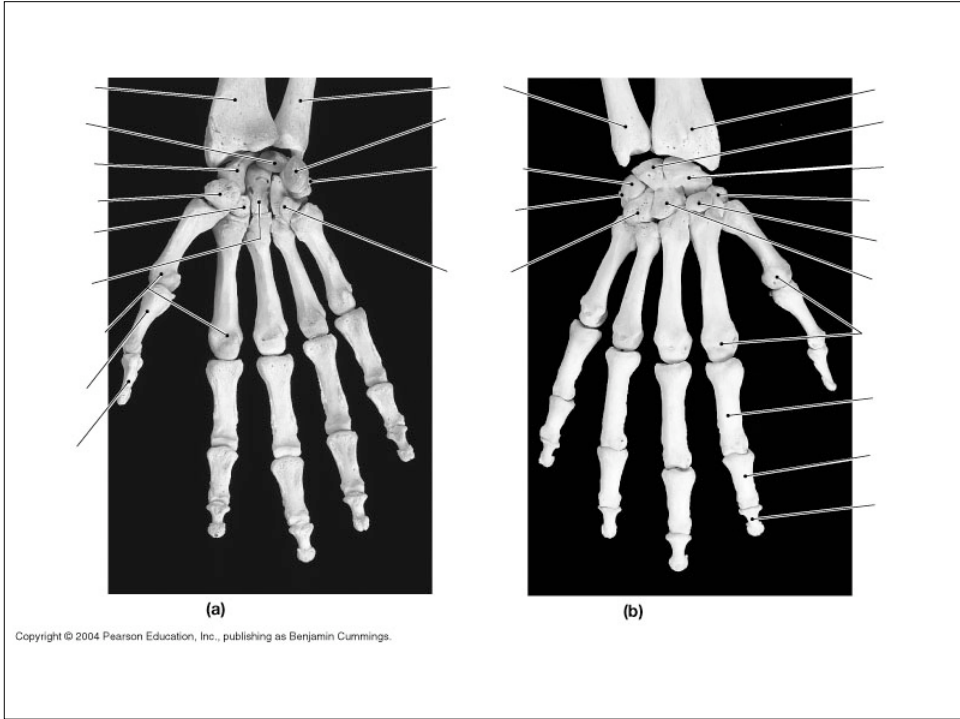 (a)
(b)
Copyright © 2004 Pearson Education, Inc., publishing as Benjamin Cummings.